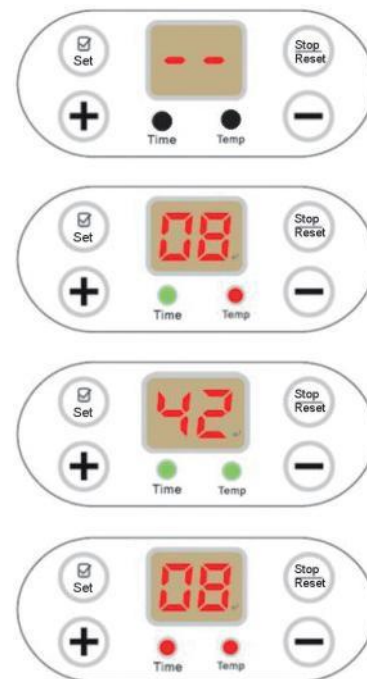 Set
- -
Stop
Reset
+
−
Time Temp
Set
08
Stop
Reset
+
−
Time Temp
Set
42
Stop
Reset
+
−
Time Temp
Set
08
Stop
Reset
+
−
Time Temp